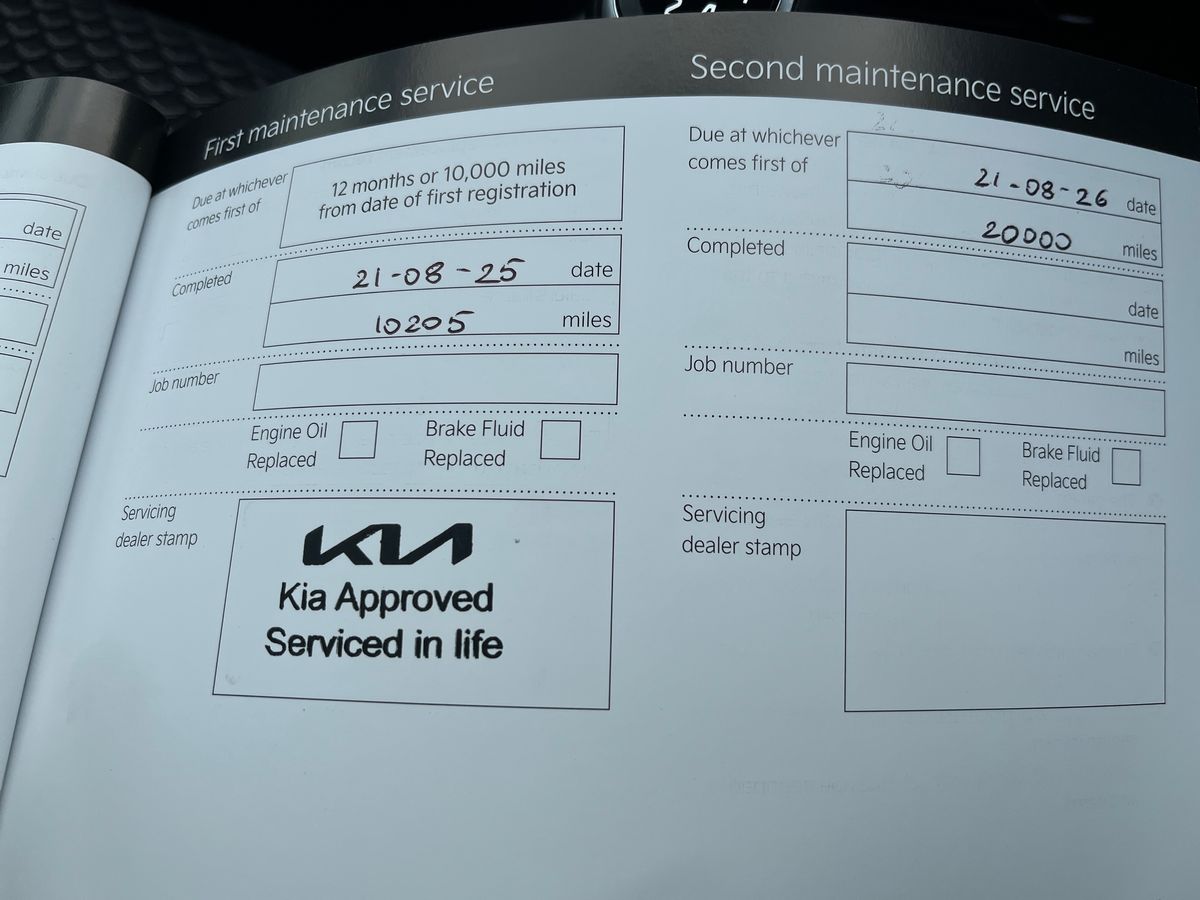 First maintenance service
Due at whichever
comes first of
12 months or 10,000 miles
from date of first registration
Completed
21-08-25 date
10205 miles
Job number
Engine Oil
Replaced
Brake Fluid
Replaced
Servicing
dealer stamp
KIA
Kia Approved
Serviced in life
Second maintenance service
Due at whichever
comes first of
21-08-26 date
20000 miles
Completed
date
miles
Job number
Engine Oil
Replaced
Brake Fluid
Replaced
Servicing
dealer stamp
date
miles